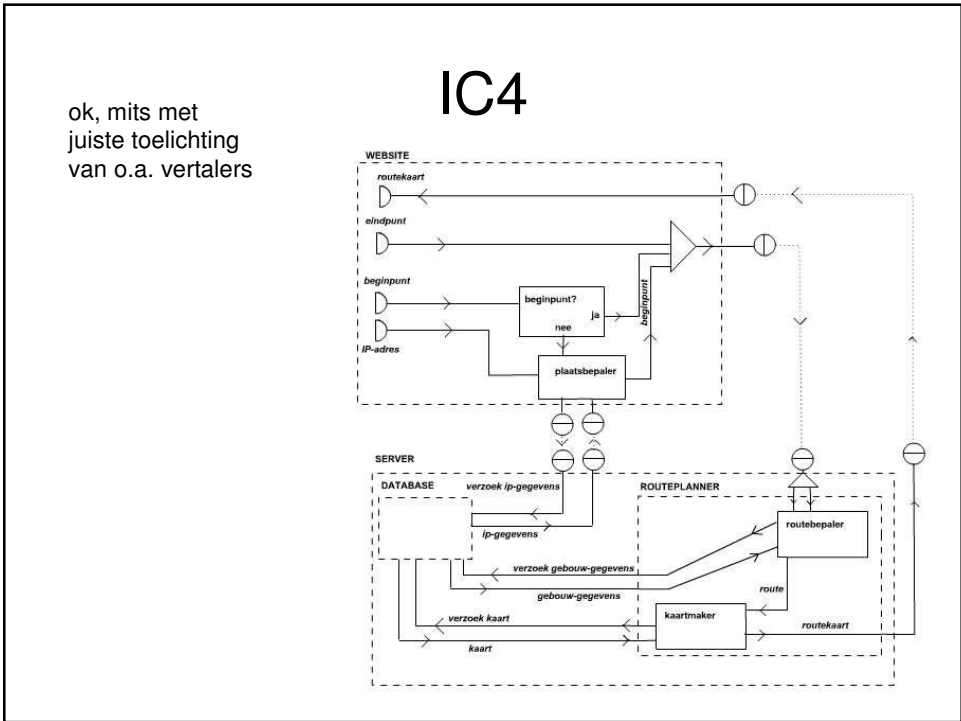 IC4
ok, mits met
juiste toelichting
van o.a. vertalers
WEBSITE
routekaart
eindpunt
beginpunt
beginpunt?
ja
nee
beginpunt
IP-adres
plaatsbepaler
SERVER
DATABASE
verzoek ip-gegevens
ip-gegevens
ROUTEPLANNER
routebepaler
verzoek gebouw-gegevens
gebouw-gegevens
route
verzoek kaart
kaartmaker
routekaart
kaart